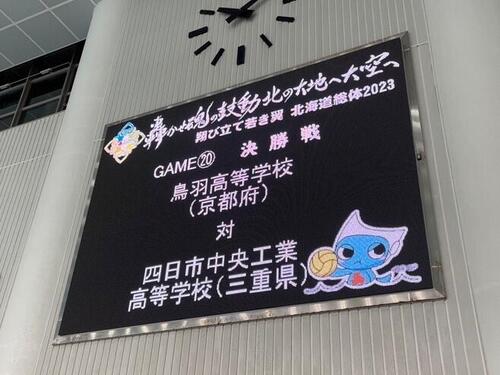 轟かせ魂の鼓動北の大地へ大空へ
翔び立て若き翼 北海道総体2023
GAME⑳ 決勝戦
鳥羽高等学校
(京都府)
対
四日市中央工業
高等学校(三重県)